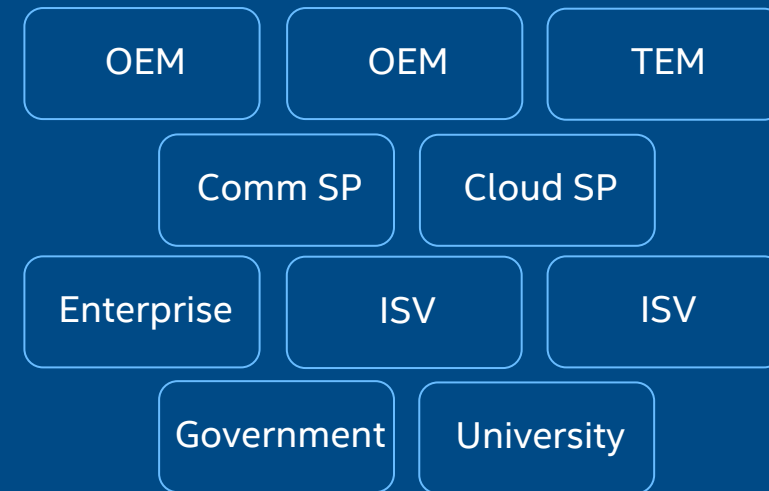 OEM OEM TEM
Comm SP Cloud SP
Enterprise ISV ISV
Government University